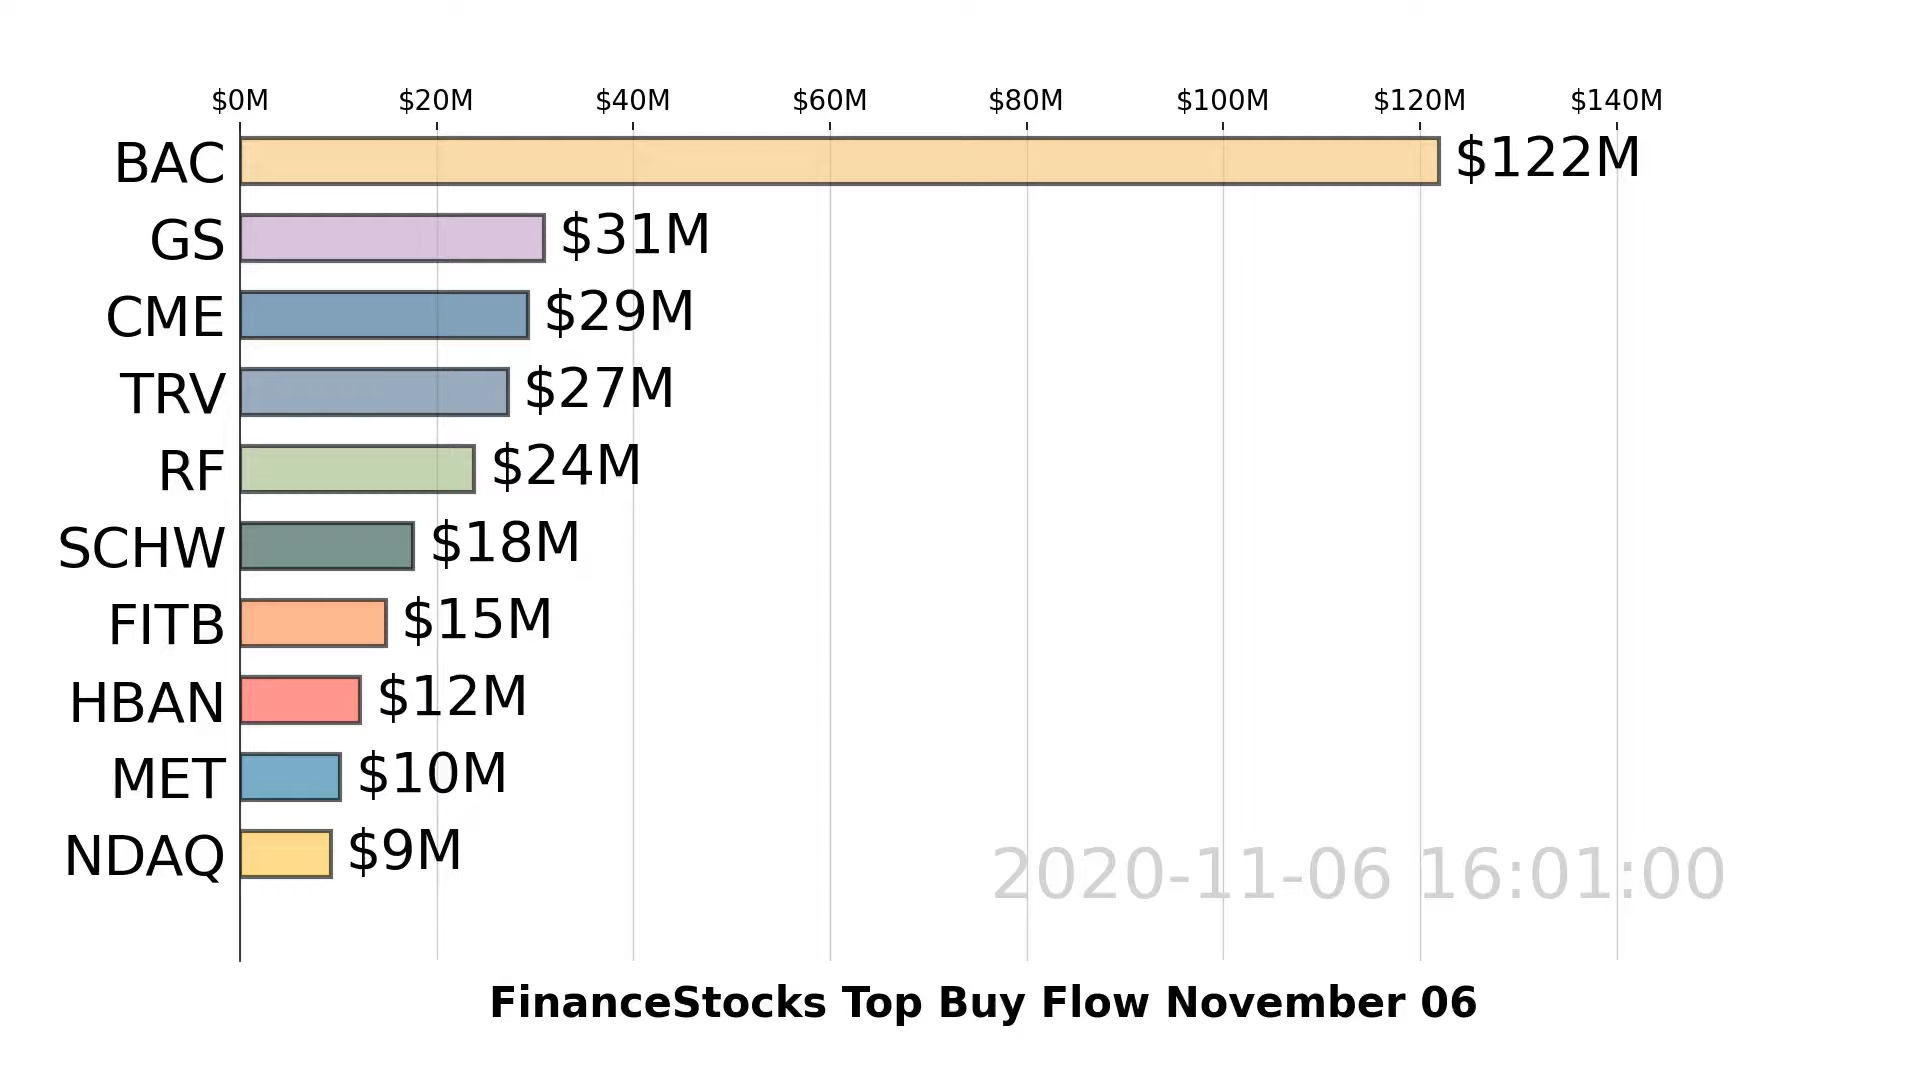 $0M $20M $40M $60M $80M $100M $120M $140M
BAC $122M
GS $31M
CME $29M
TRV $27M
RF $24M
SCHW $18M
FITB $15M
HBAN $12M
MET $10M
NDAQ $9M
2020-11-06 16:01:00
FinanceStocks Top Buy Flow November 06